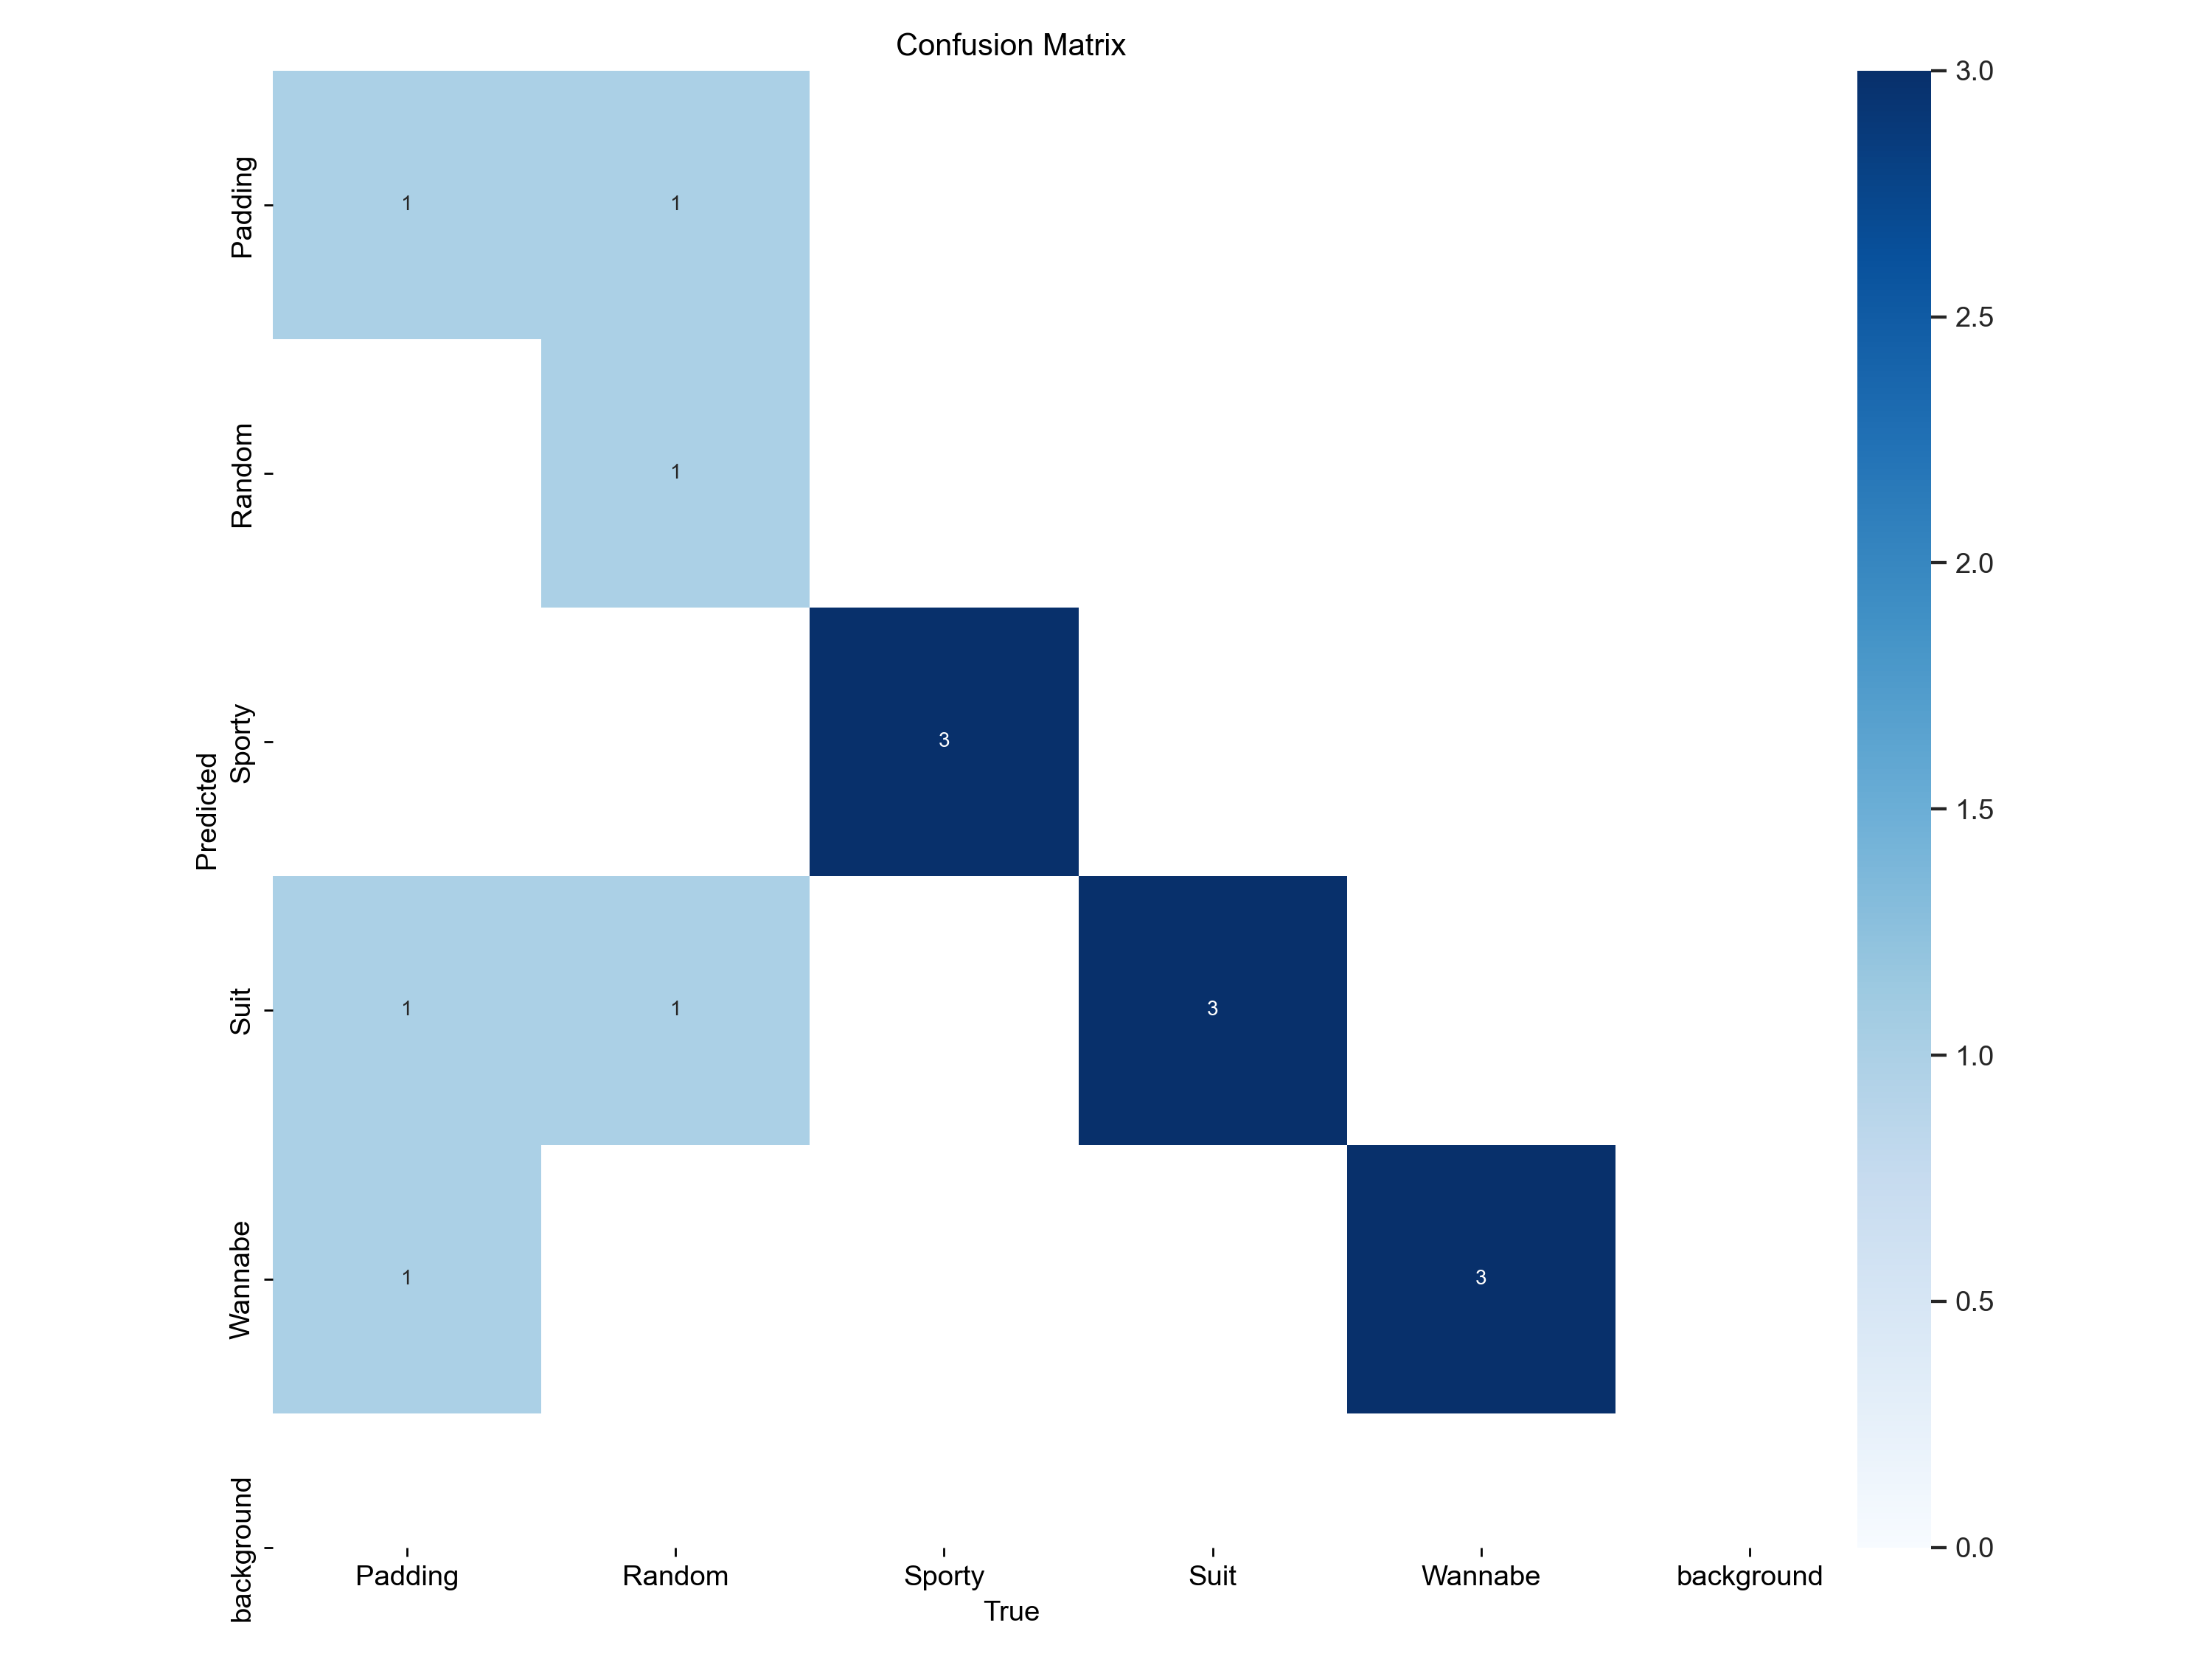 Confusion Matrix
Predicted
Padding
1 1
Random
1
Sporty
3
Suit
1 1 3
Wannabe
1 3
background
Padding Random Sporty Suit Wannabe background
True
3.0
2.5
2.0
1.5
1.0
0.5
0.0